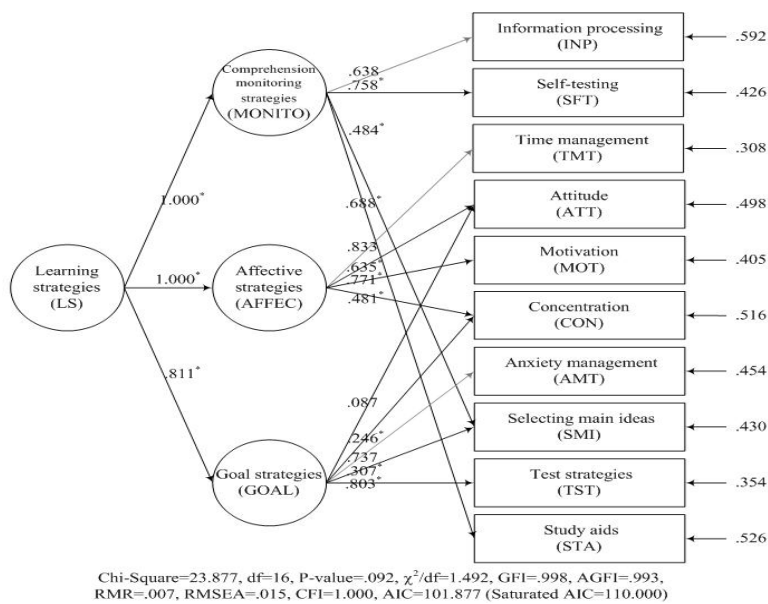 Information processing
(INP)
.592
Comprehension
monitoring
strategies
(MONITO)
.638
.758*
Self-testing
(SFT)
.426
.484*
Time management
(TMT)
.308
1.000*
.688*
Attitude
(ATT)
.498
.833
.635*
.771*
.481*
Motivation
(MOT)
.405
Learning
strategies
(LS)
1.000*
Affective
strategies
(AFFEC)
Concentration
(CON)
.516
.811*
Anxiety management
(AMT)
.454
.087
.246*
.737
.307*
.803*
Selecting main ideas
(SMI)
.430
Goal strategies
(GOAL)
Test strategies
(TST)
.354
Study aids
(STA)
.526
Chi-Square=23.877, df=16, P-value=.092, χ²/df=1.492, GFI=.998, AGFI=.993,
RMR=.007, RMSEA=.015, CFI=1.000, AIC=101.877 (Saturated AIC=110.000)